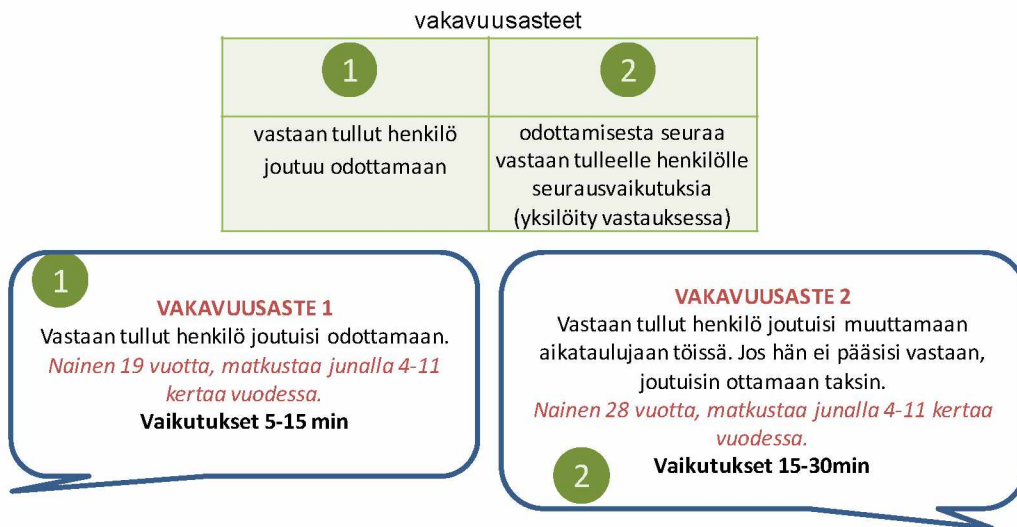 vakavuusasteet
1
2
vastaan tullut henkilö
joutuu odottamaan
odottamisesta seuraa
vastaan tulleelle henkilölle
seurausvaikutuksia
(yksilöity vastauksessa)
1
VAKAVUUSASTE 1
Vastaan tullut henkilö joutuisi odottamaan.
Nainen 19 vuotta, matkustaa junalla 4-11
kertaa vuodessa.
Vaikutukset 5-15 min
VAKAVUUSASTE 2
Vastaan tullut henkilö joutuisi muuttamaan
aikataulujaan töissä. Jos hän ei pääsisi vastaan,
joutuisin ottamaan taksin.
Nainen 28 vuotta, matkustaa junalla 4-11 kertaa
vuodessa.
Vaikutukset 15-30min
2